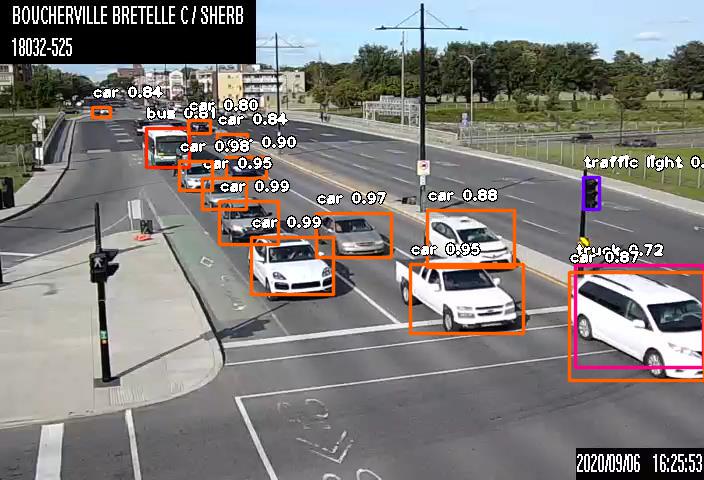 BOUCHERVILLE BRETELLE C / SHERB
18032-525
car 0.84
car 0.80
bus 0.81
car 0.84
car 0.98
0.90
car 0.95
traffic light 0.
car 0.99
car 0.97
car 0.88
car 0.99
car 0.95
truck 0.72
car 0.87
2020/09/06 16:25:53